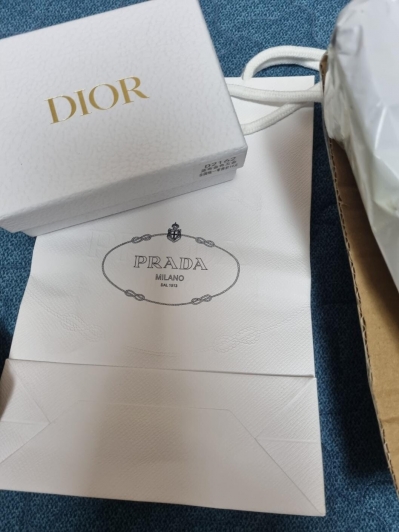 DIOR
PRADA
MILANO
DAL 1913